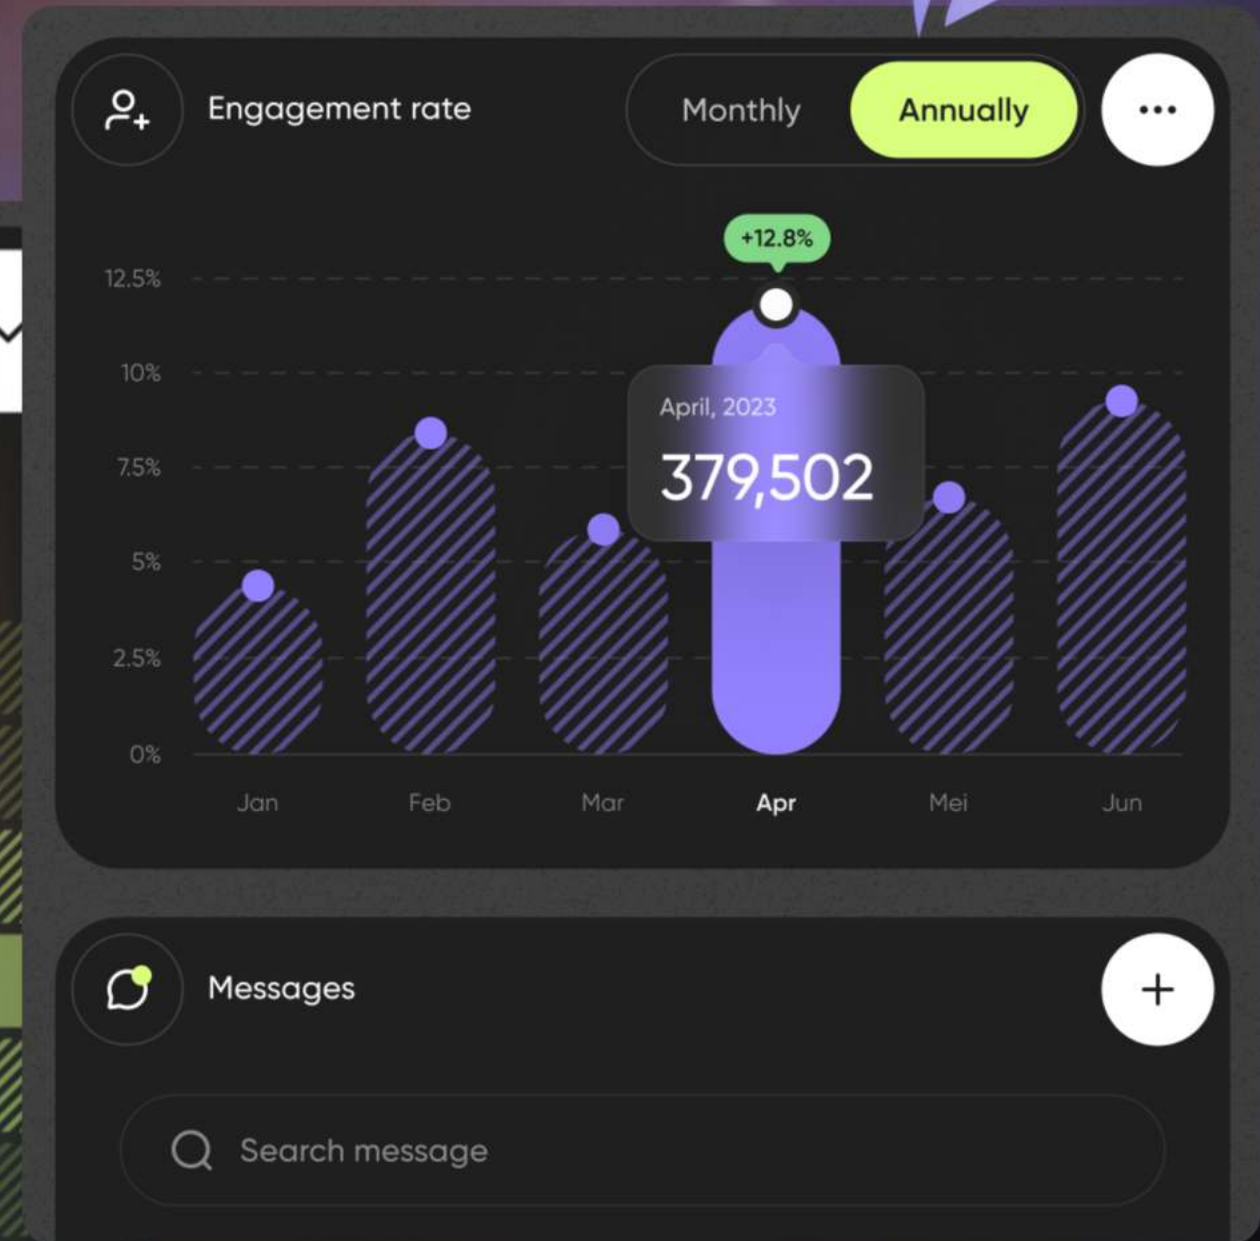 Engagement rate
Monthly
Annually
+12.8%
12.5%
10%
7.5%
5%
2.5%
0%
April, 2023
379,502
Jan
Feb
Mar
Apr
Mei
Jun
Messages
Search message